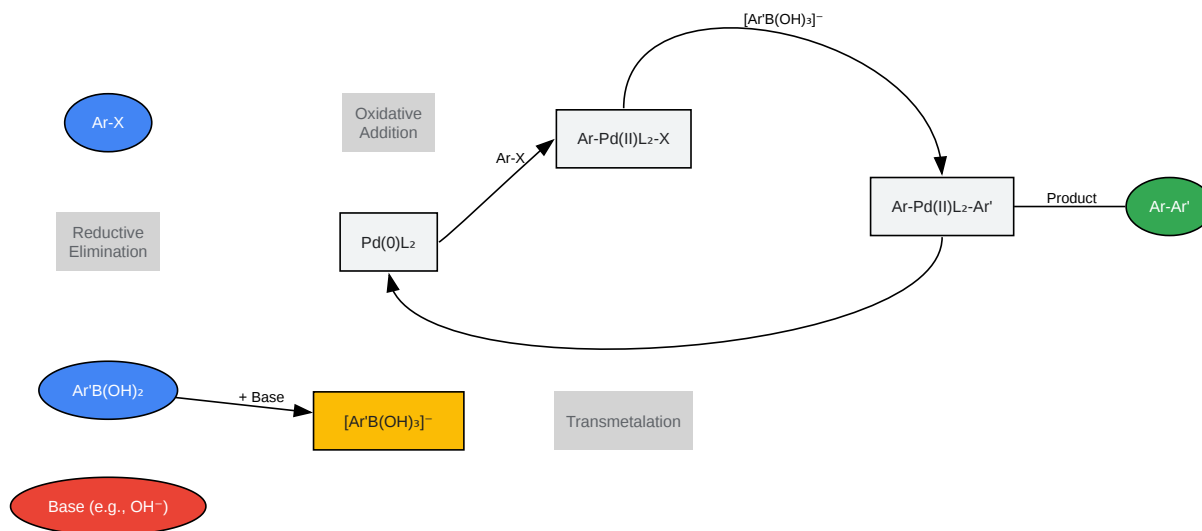 [Ar'B(OH)₃]⁻
Ar-X
Oxidative
Addition
Ar-X
Ar-Pd(II)L₂-X
Ar-Pd(II)L₂-Ar'
Product
Ar-Ar'
Reductive
Elimination
Pd(0)L₂
Ar'B(OH)₂
+ Base
[Ar'B(OH)₃]⁻
Transmetalation
Base (e.g., OH⁻)